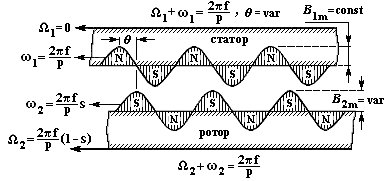 Ω₁+ω₁=2πf/p, θ=var
B₁ₘ=const
Ω₁=0
θ
статор
ω₁=2πf/p
N N N
S S S
ω₂=2πf/p s
S S S
N N N
B₂ₘ=var
Ω₂=2πf/p(1-s)
ротор
Ω₂+ω₂=2πf/p